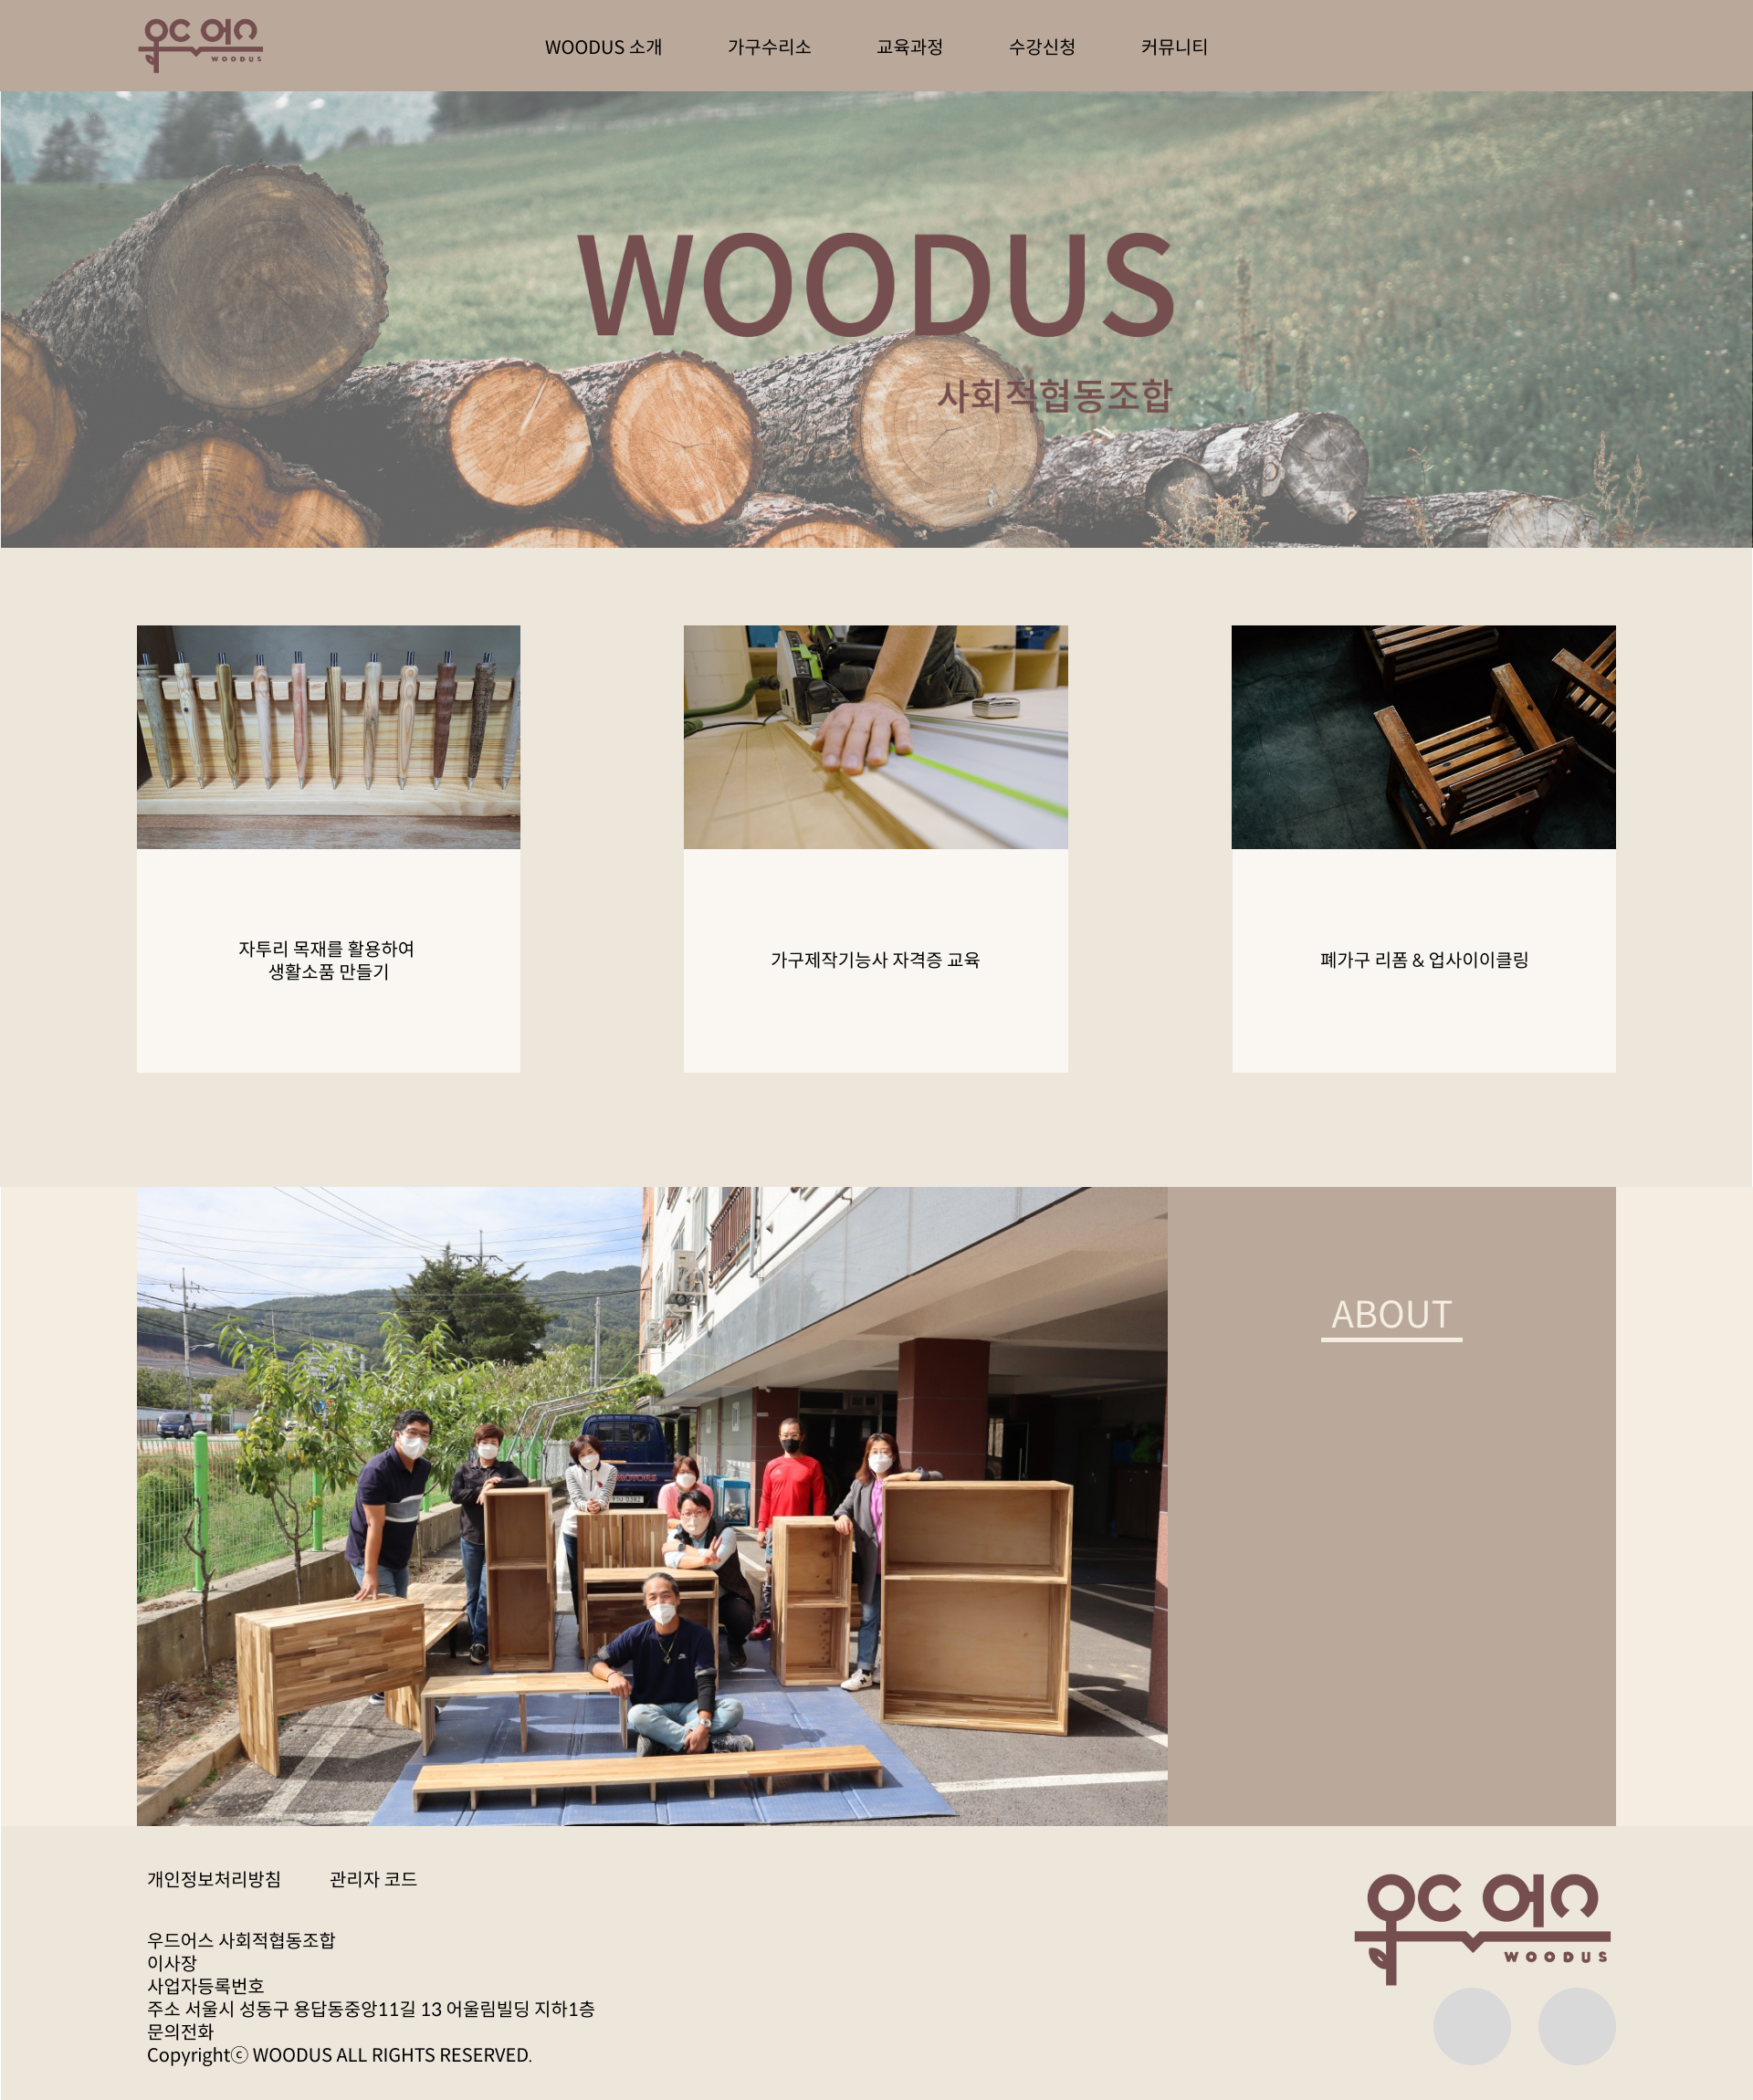 우드 어스
WOODUS
WOODUS 소개
가구수리소
교육과정
수강신청
커뮤니티
WOODUS
사회적협동조합
자투리 목재를 활용하여
생활소품 만들기
가구제작기능사 자격증 교육
폐가구 리폼 & 업사이이클링
ABOUT
MOTORS
개인정보처리방침
관리자 코드
우드어스 사회적협동조합
이사장
사업자등록번호
주소 서울시 성동구 용답동중앙11길 13 어울림빌딩 지하1층
문의전화
Copyrightⓒ WOODUS ALL RIGHTS RESERVED.
우드 어스
WOODUS